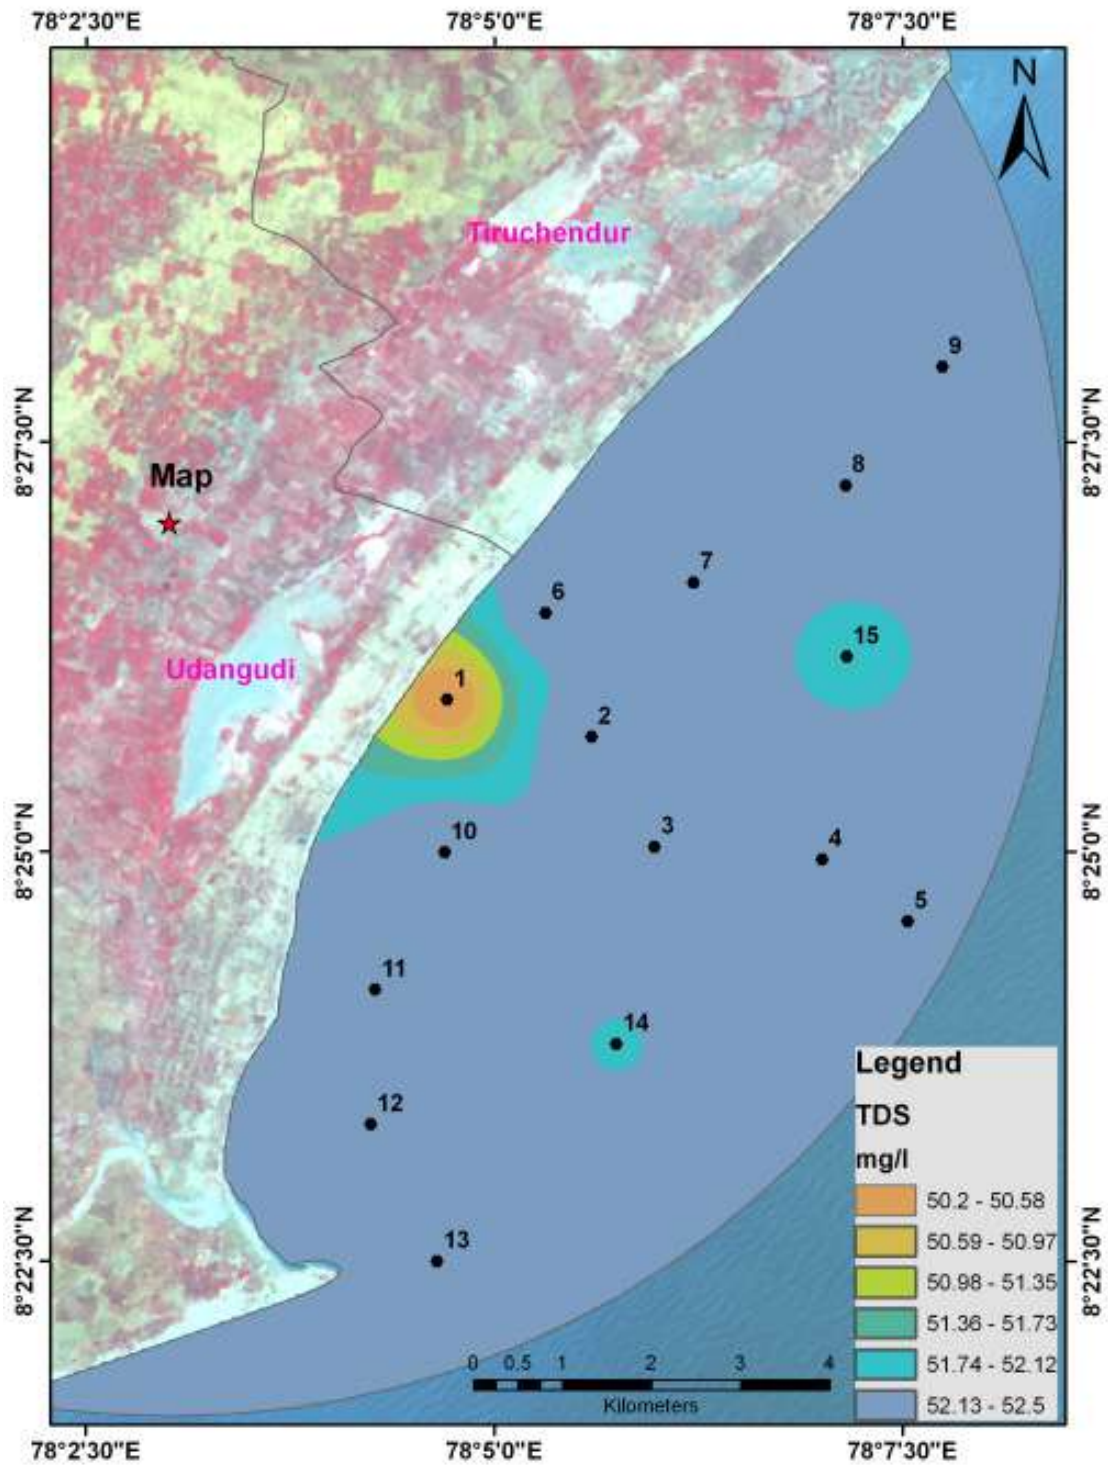 78°2'30"E 78°5'0"E 78°7'30"E
N
Tiruchendur
9
8°27'30"N 8°27'30"N
8
Map
7
6
15
Udangudi
1
2
10
3
4
8°25'0"N 8°25'0"N
5
11
14
Legend
TDS
mg/l
12
50.2 - 50.58
50.59 - 50.97
13
8°22'30"N 8°22'30"N
50.98 - 51.35
51.36 - 51.73
0 0.5 1 2 3 4
51.74 - 52.12
Kilometers
52.13 - 52.5
78°2'30"E 78°5'0"E 78°7'30"E